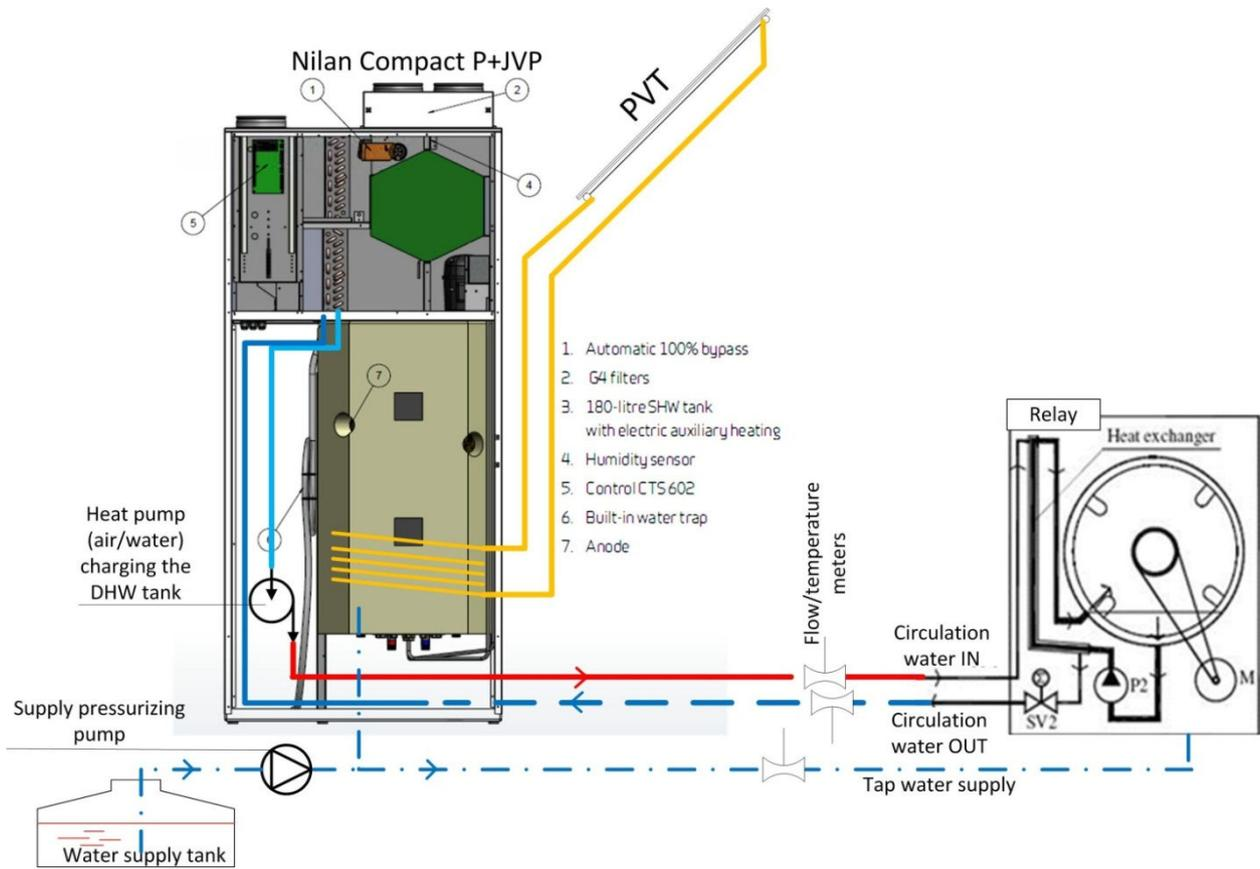 Nilan Compact P+JVP
1
2
PVT
4
5
7
6
1. Automatic 100% bypass
2. G4 filters
3. 180-litre SHW tank
with electric auxiliary heating
4. Humidity sensor
5. Control CTS 602
6. Built-in water trap
7. Anode
Relay
Heat exchanger
Heat pump
(air/water)
charging the
DHW tank
Flow/temperature
meters
Circulation
water IN
P2
M
SV2
Circulation
water OUT
Supply pressurizing
pump
Tap water supply
Water supply tank